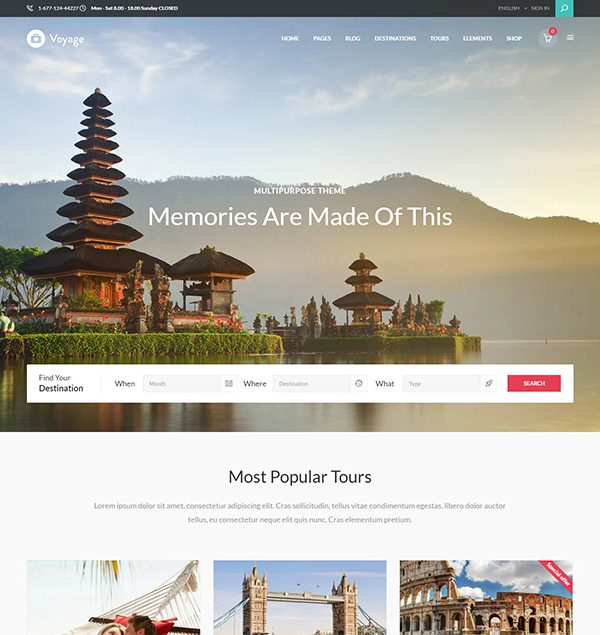 1-677-124-44227 Mon - Sat 8.00 - 18.00 Sunday CLOSED ENGLISH SIGN IN
Voyage HOME PAGES BLOG DESTINATIONS TOURS ELEMENTS SHOP 0
MULTIPURPOSE THEME
Memories Are Made Of This
Find Your
Destination
When Month Where Destination What Type SEARCH
Most Popular Tours
Lorem ipsum dolor sit amet, consectetur adipiscing elit. Cras sollicitudin, tellus vitae condimentum egestas, libero dolor auctor
tellus, eu consectetur neque elit quis nunc. Cras elementum pretium.
Special offer